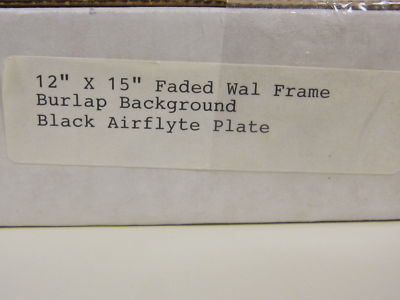 12" X 15" Faded Wal Frame
Burlap Background
Black Airflyte Plate